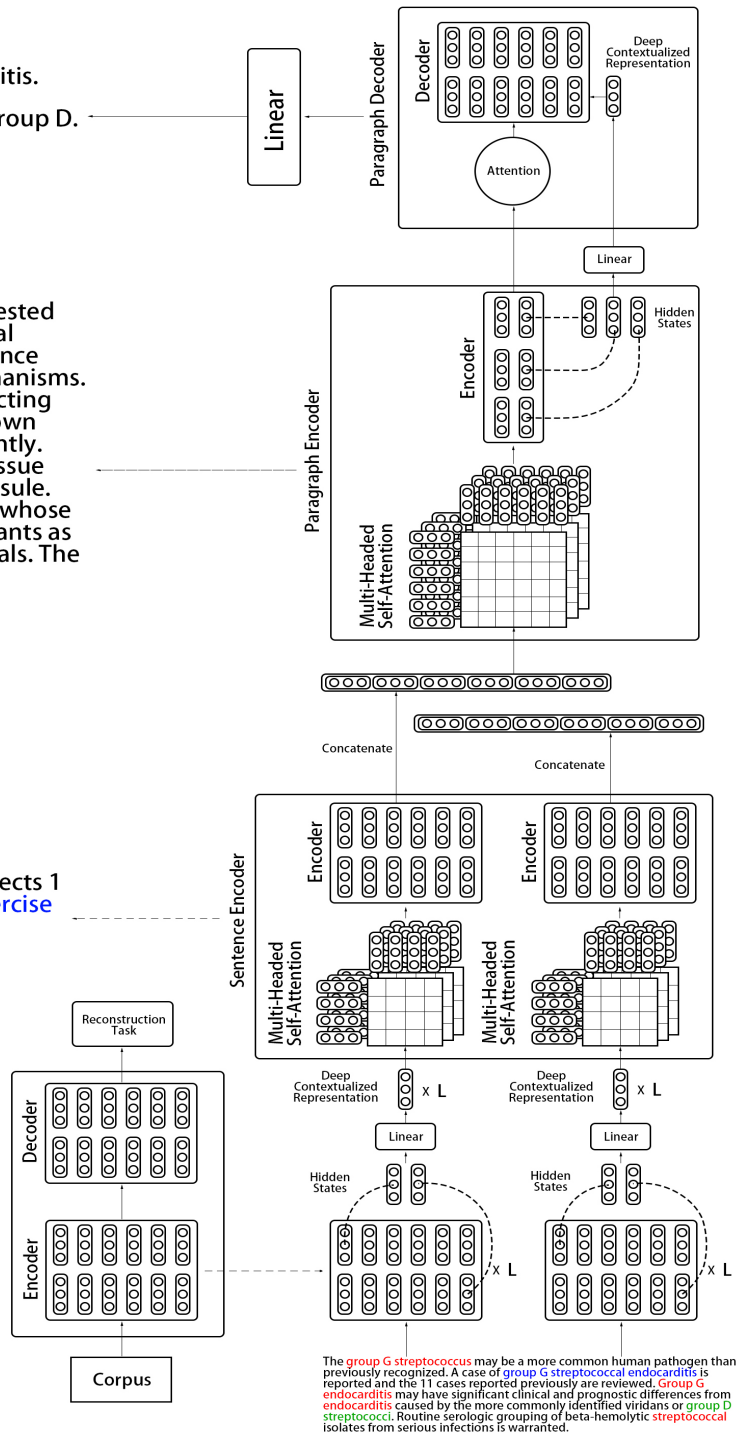 itis.
roup D.
Linear
Paragraph Decoder
Decoder
Deep
Contextualized
Representation
Attention
Linear
ested
al
nce
nanisms.
cting
own
ntly.
issue
sule.
whose
ants as
als. The
Paragraph Encoder
Encoder
Hidden
States
Multi-Headed
Self-Attention
Concatenate
Concatenate
ects 1
ercise
Sentence Encoder
Encoder
Encoder
Multi-Headed
Self-Attention
Multi-Headed
Self-Attention
Reconstruction
Task
Deep
Contextualized
Representation
x L
Deep
Contextualized
Representation
x L
Linear
Linear
Decoder
Hidden
States
Hidden
States
Encoder
x L
x L
Corpus
The group G streptococcus may be a more common human pathogen than
previously recognized. A case of group G streptococcal endocarditis is
reported and the 11 cases reported previously are reviewed. Group G
endocarditis may have significant clinical and prognostic differences from
endocarditis caused by the more commonly identified viridans or group D
streptococci. Routine serologic grouping of beta-hemolytic streptococcal
isolates from serious infections is warranted.